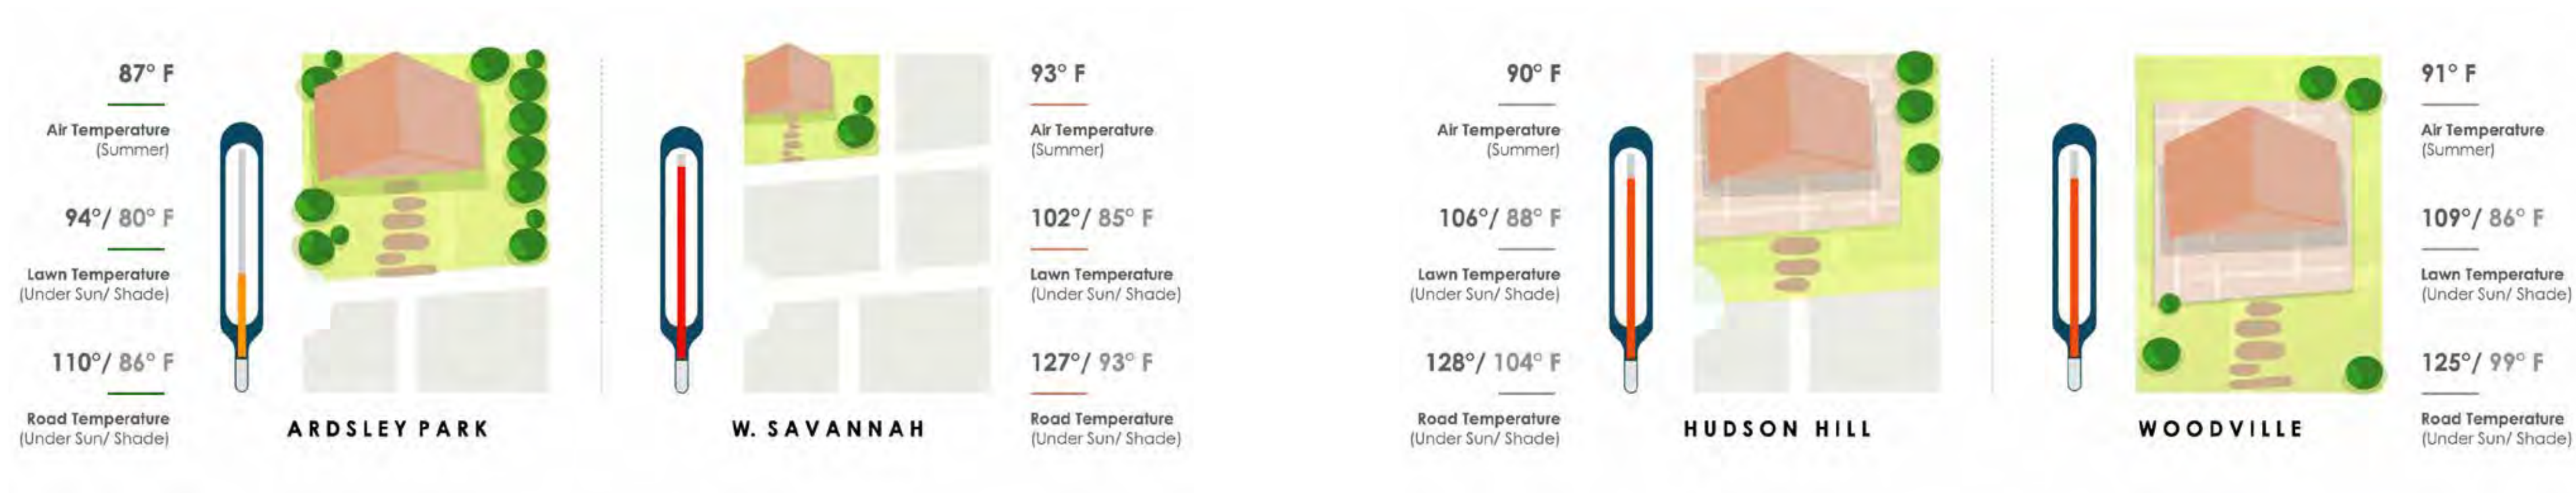 87° F
Air Temperature
(Summer)
94°/ 80° F
Lawn Temperature
(Under Sun/ Shade)
110°/ 86° F
Road Temperature
(Under Sun/ Shade)
ARDSLEY PARK
93° F
Air Temperature
(Summer)
102°/ 85° F
Lawn Temperature
(Under Sun/ Shade)
127°/ 93° F
Road Temperature
(Under Sun/ Shade)
W. SAVANNAH
90° F
Air Temperature
(Summer)
106°/ 88° F
Lawn Temperature
(Under Sun/ Shade)
128°/ 104° F
Road Temperature
(Under Sun/ Shade)
HUDSON HILL
91° F
Air Temperature
(Summer)
109°/ 86° F
Lawn Temperature
(Under Sun/ Shade)
125°/ 99° F
Road Temperature
(Under Sun/ Shade)
WOODVILLE